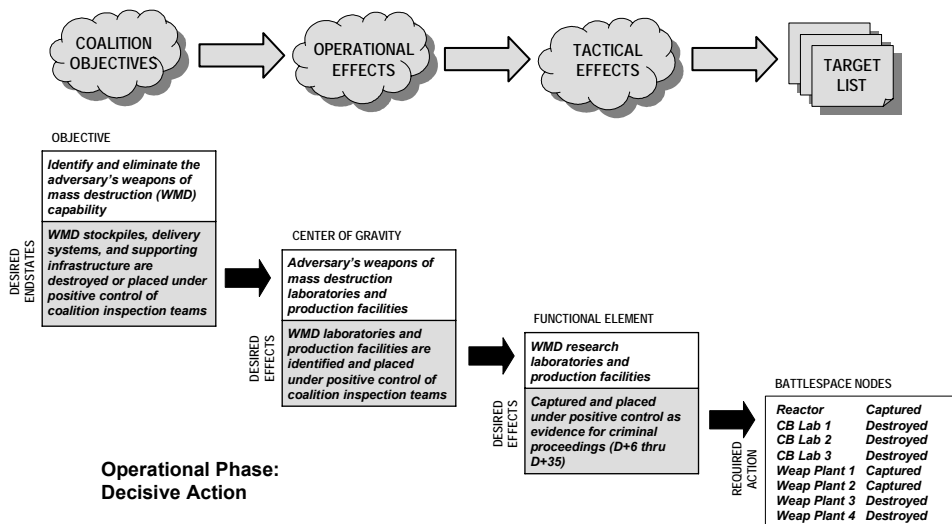 COALITION
OBJECTIVES
OPERATIONAL
EFFECTS
TACTICAL
EFFECTS
TARGET
LIST
OBJECTIVE
Identify and eliminate the
adversary's weapons of
mass destruction (WMD)
capability
DESIRED
ENDSTATES
WMD stockpiles, delivery
systems, and supporting
infrastructure are
destroyed or placed under
positive control of
coalition inspection teams
CENTER OF GRAVITY
Adversary's weapons of
mass destruction
laboratories and
production facilities
DESIRED
EFFECTS
WMD laboratories and
production facilities are
identified and placed
under positive control of
coalition inspection teams
FUNCTIONAL ELEMENT
WMD research
laboratories and
production facilities
DESIRED
EFFECTS
Captured and placed
under positive control as
evidence for criminal
proceedings (D+6 thru
D+35)
BATTLESPACE NODES
REQUIRED
ACTION
Reactor Captured
CB Lab 1 Destroyed
CB Lab 2 Destroyed
CB Lab 3 Destroyed
Weap Plant 1 Captured
Weap Plant 2 Captured
Weap Plant 3 Destroyed
Weap Plant 4 Destroyed
Operational Phase:
Decisive Action